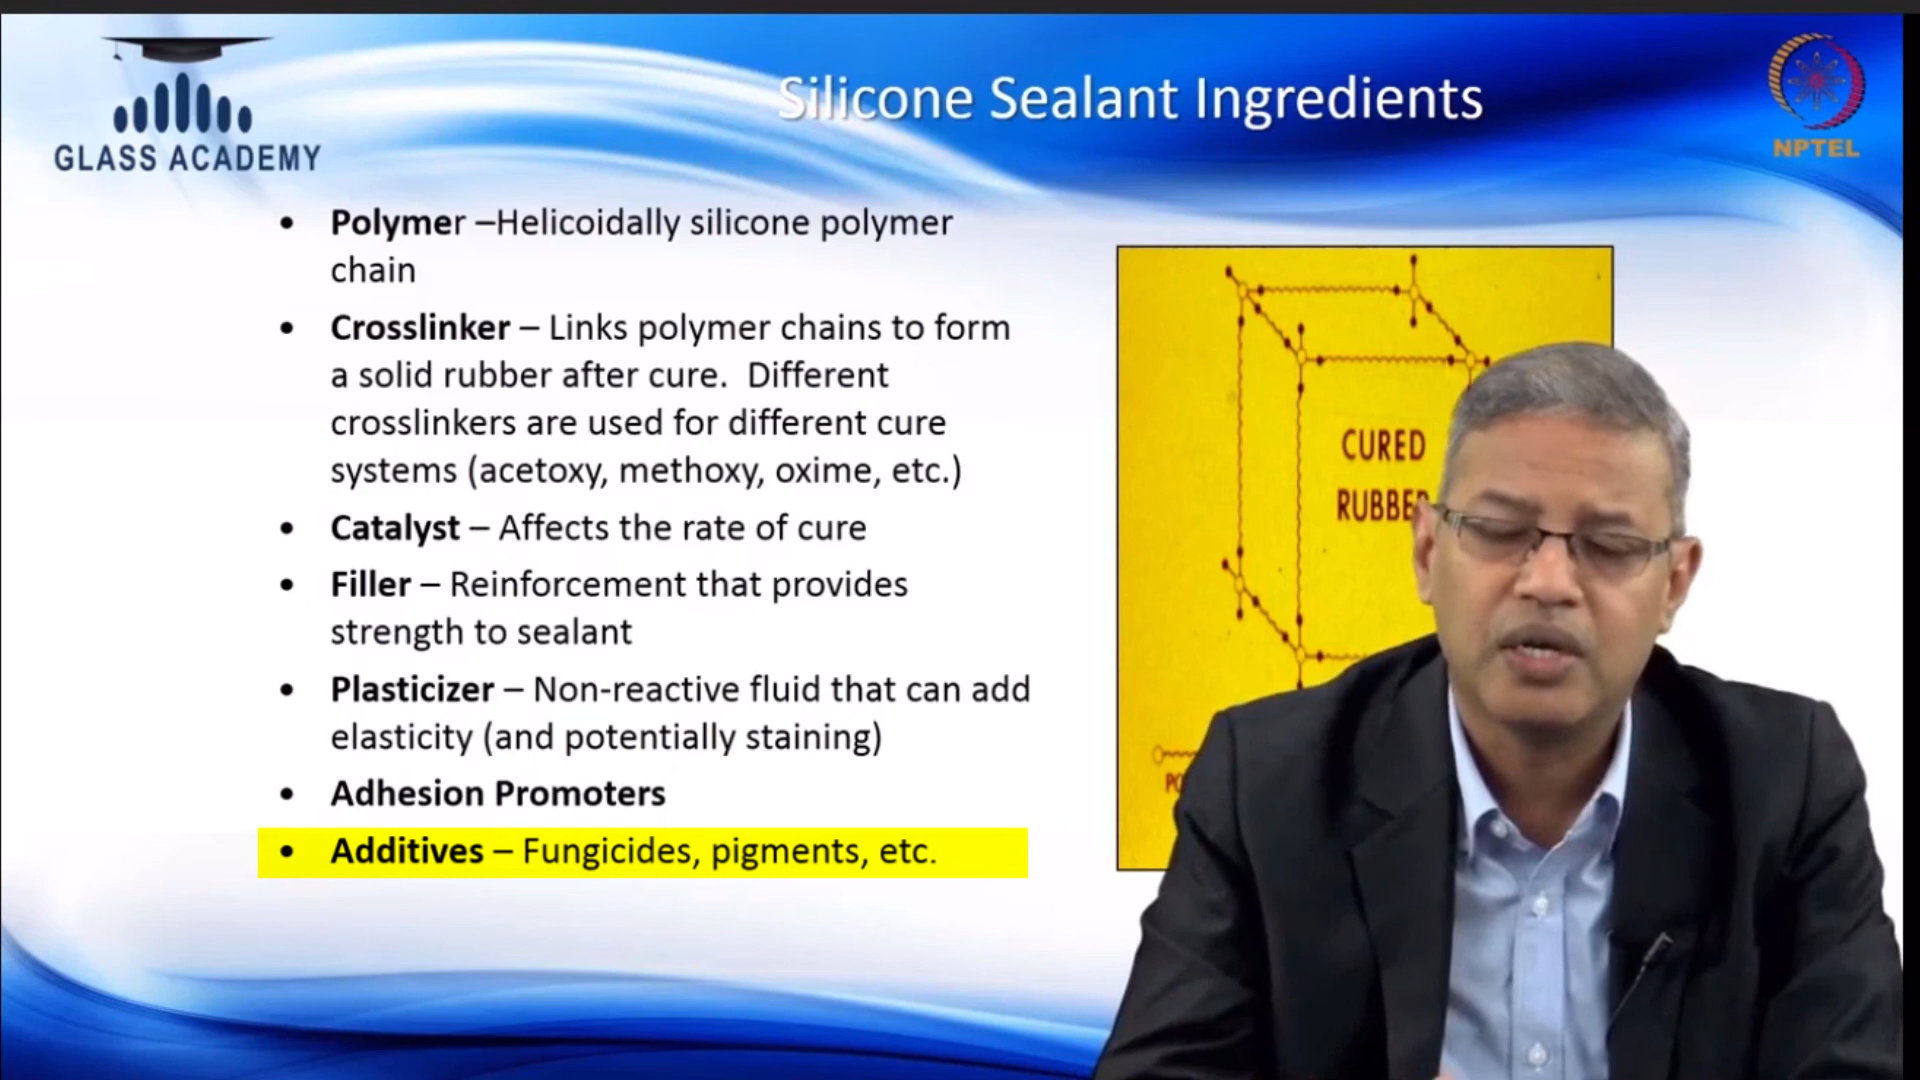 Silicone Sealant Ingredients
GLASS ACADEMY
NPTEL
• Polymer –Helicoidally silicone polymer
chain
• Crosslinker – Links polymer chains to form
a solid rubber after cure. Different
crosslinkers are used for different cure
systems (acetoxy, methoxy, oxime, etc.)
• Catalyst – Affects the rate of cure
• Filler – Reinforcement that provides
strength to sealant
• Plasticizer – Non-reactive fluid that can add
elasticity (and potentially staining)
• Adhesion Promoters
• Additives – Fungicides, pigments, etc.
CURED